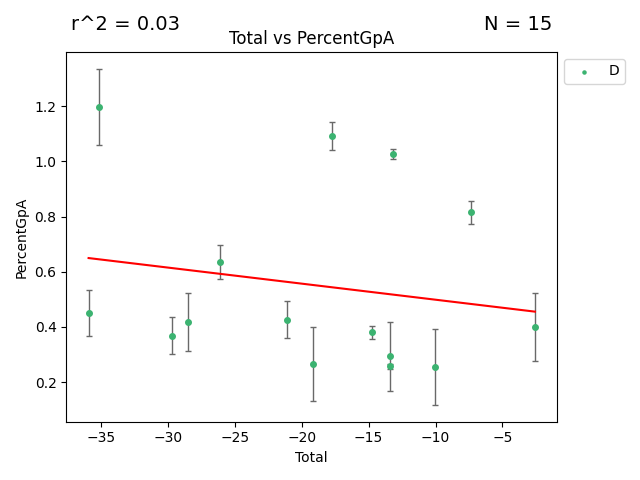 r^2 = 0.03
N = 15
Total vs PercentGpA
D
PercentGpA
1.2
1.0
0.8
0.6
0.4
0.2
−35 −30 −25 −20 −15 −10 −5
Total